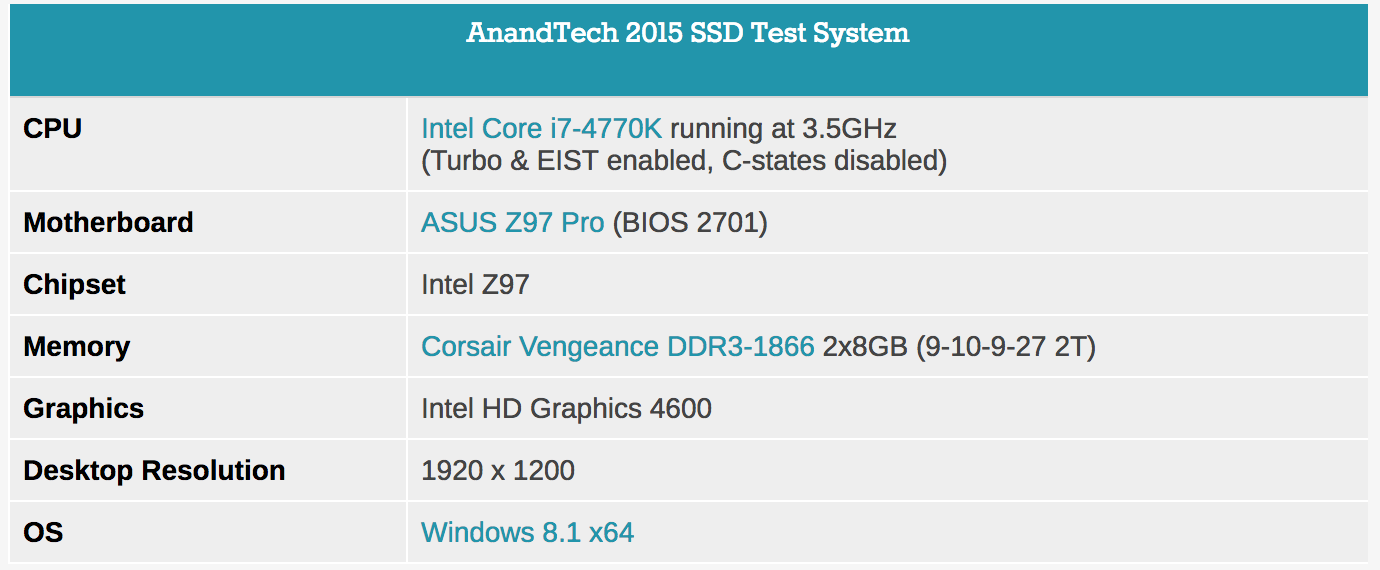 AnandTech 2015 SSD Test System
CPU
Intel Core i7-4770K running at 3.5GHz
(Turbo & EIST enabled, C-states disabled)
Motherboard
ASUS Z97 Pro (BIOS 2701)
Chipset
Intel Z97
Memory
Corsair Vengeance DDR3-1866 2x8GB (9-10-9-27 2T)
Graphics
Intel HD Graphics 4600
Desktop Resolution
1920 x 1200
OS
Windows 8.1 x64